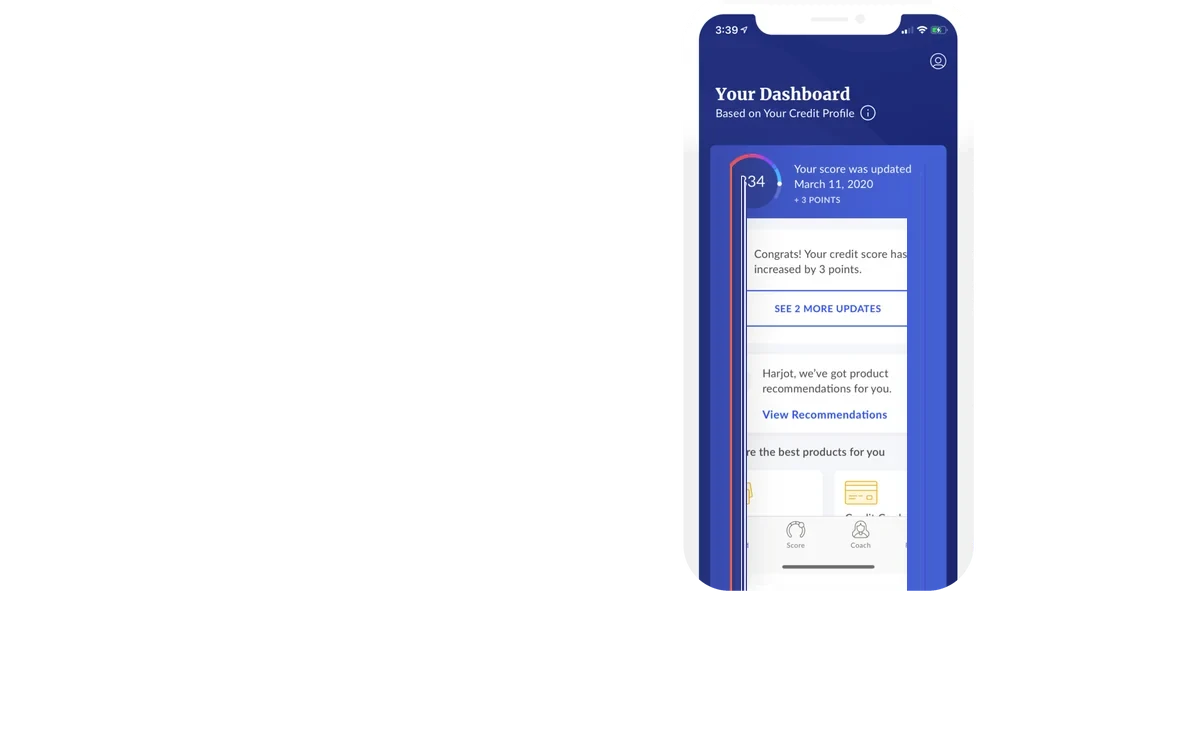 3:39
Your Dashboard
Based on Your Credit Profile
34
Your score was updated
March 11, 2020
+ 3 POINTS
Congrats! Your credit score has
increased by 3 points.
SEE 2 MORE UPDATES
Harjot, we've got product
recommendations for you.
View Recommendations
re the best products for you
Score
Coach